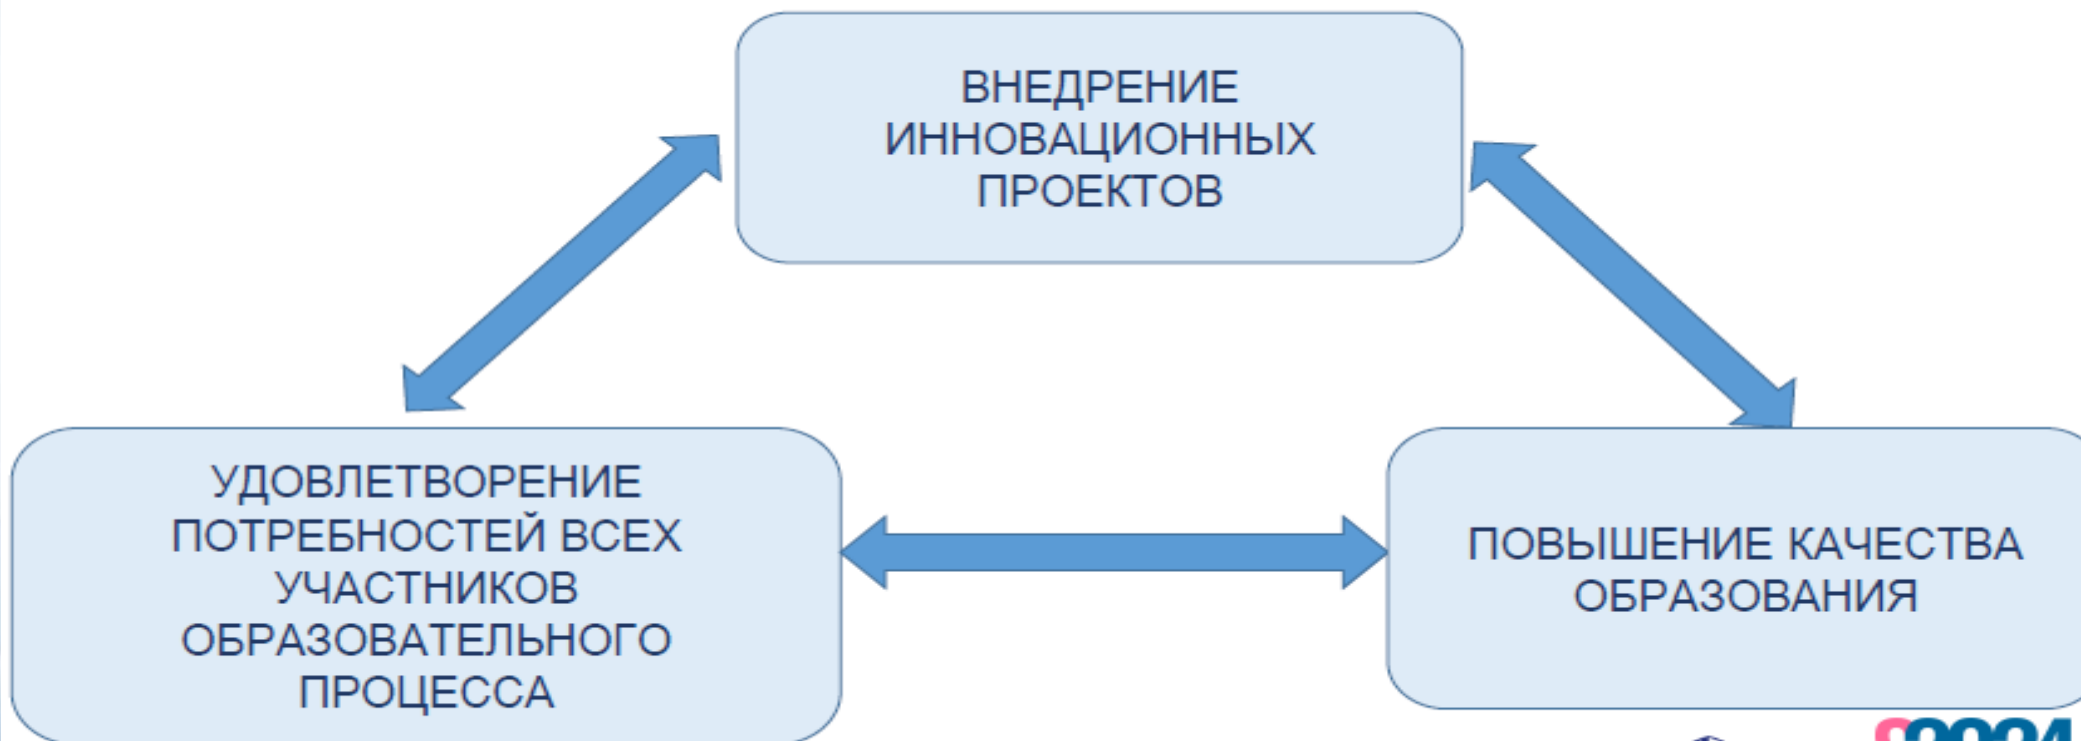 ВНЕДРЕНИЕ
ИННОВАЦИОННЫХ
ПРОЕКТОВ
УДОВЛЕТВОРЕНИЕ
ПОТРЕБНОСТЕЙ ВСЕХ
УЧАСТНИКОВ
ОБРАЗОВАТЕЛЬНОГО
ПРОЦЕССА
ПОВЫШЕНИЕ КАЧЕСТВА
ОБРАЗОВАНИЯ